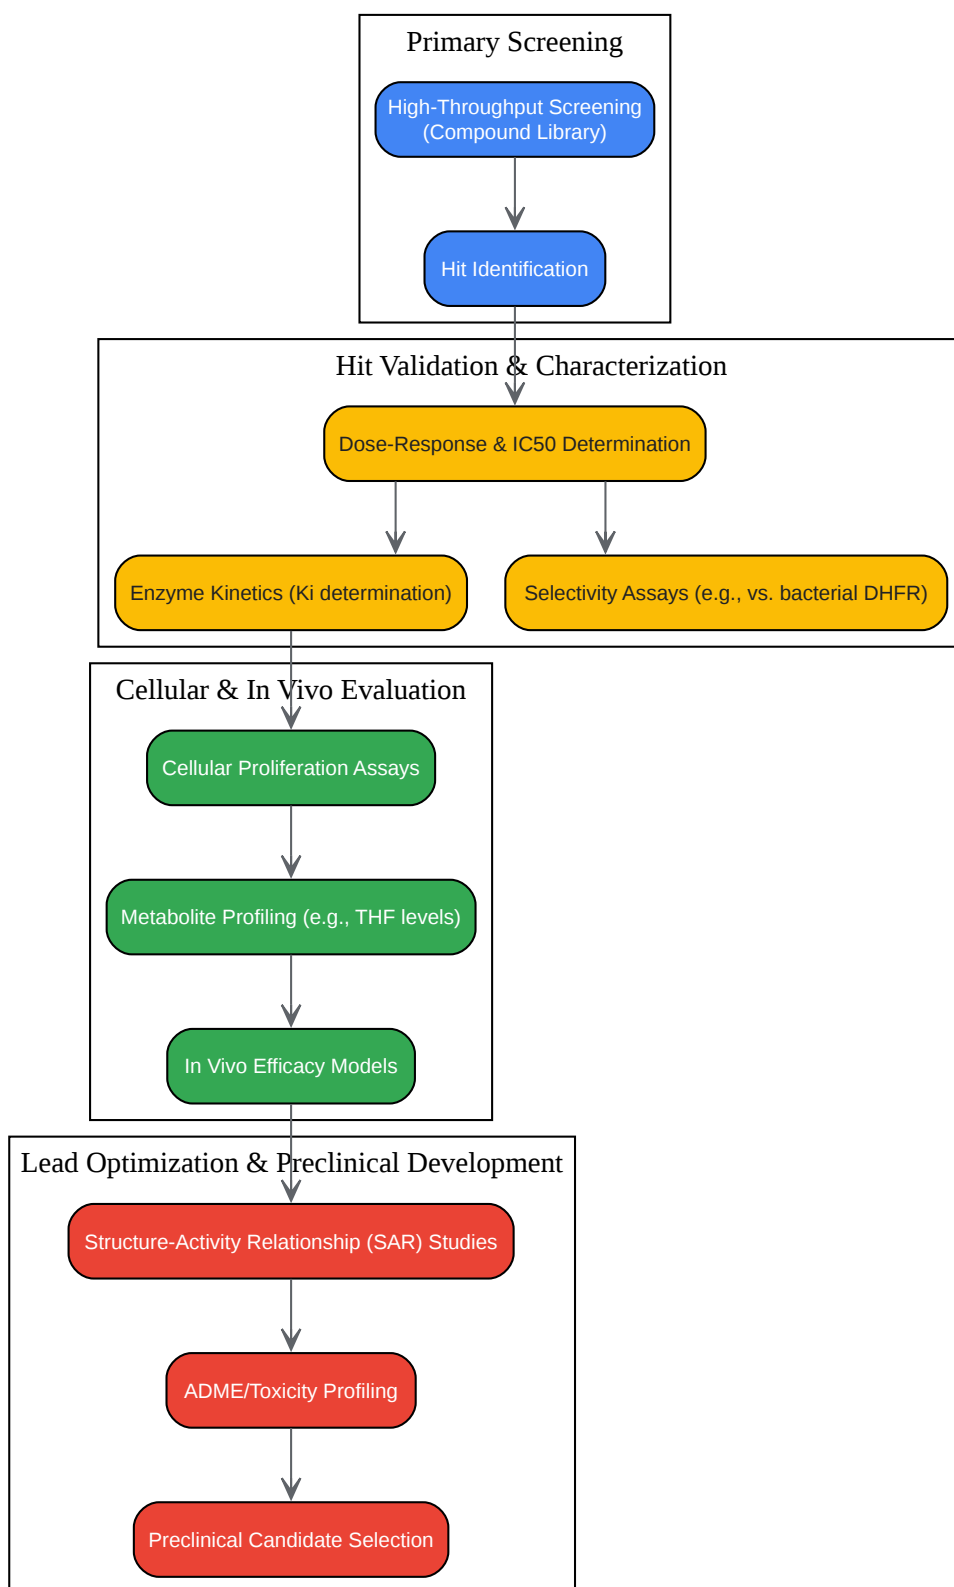 Primary Screening
High-Throughput Screening
(Compound Library)
Hit Identification
Hit Validation & Characterization
Dose-Response & IC50 Determination
Enzyme Kinetics (Ki determination)
Selectivity Assays (e.g., vs. bacterial DHFR)
Cellular & In Vivo Evaluation
Cellular Proliferation Assays
Metabolite Profiling (e.g., THF levels)
In Vivo Efficacy Models
Lead Optimization & Preclinical Development
Structure-Activity Relationship (SAR) Studies
ADME/Toxicity Profiling
Preclinical Candidate Selection